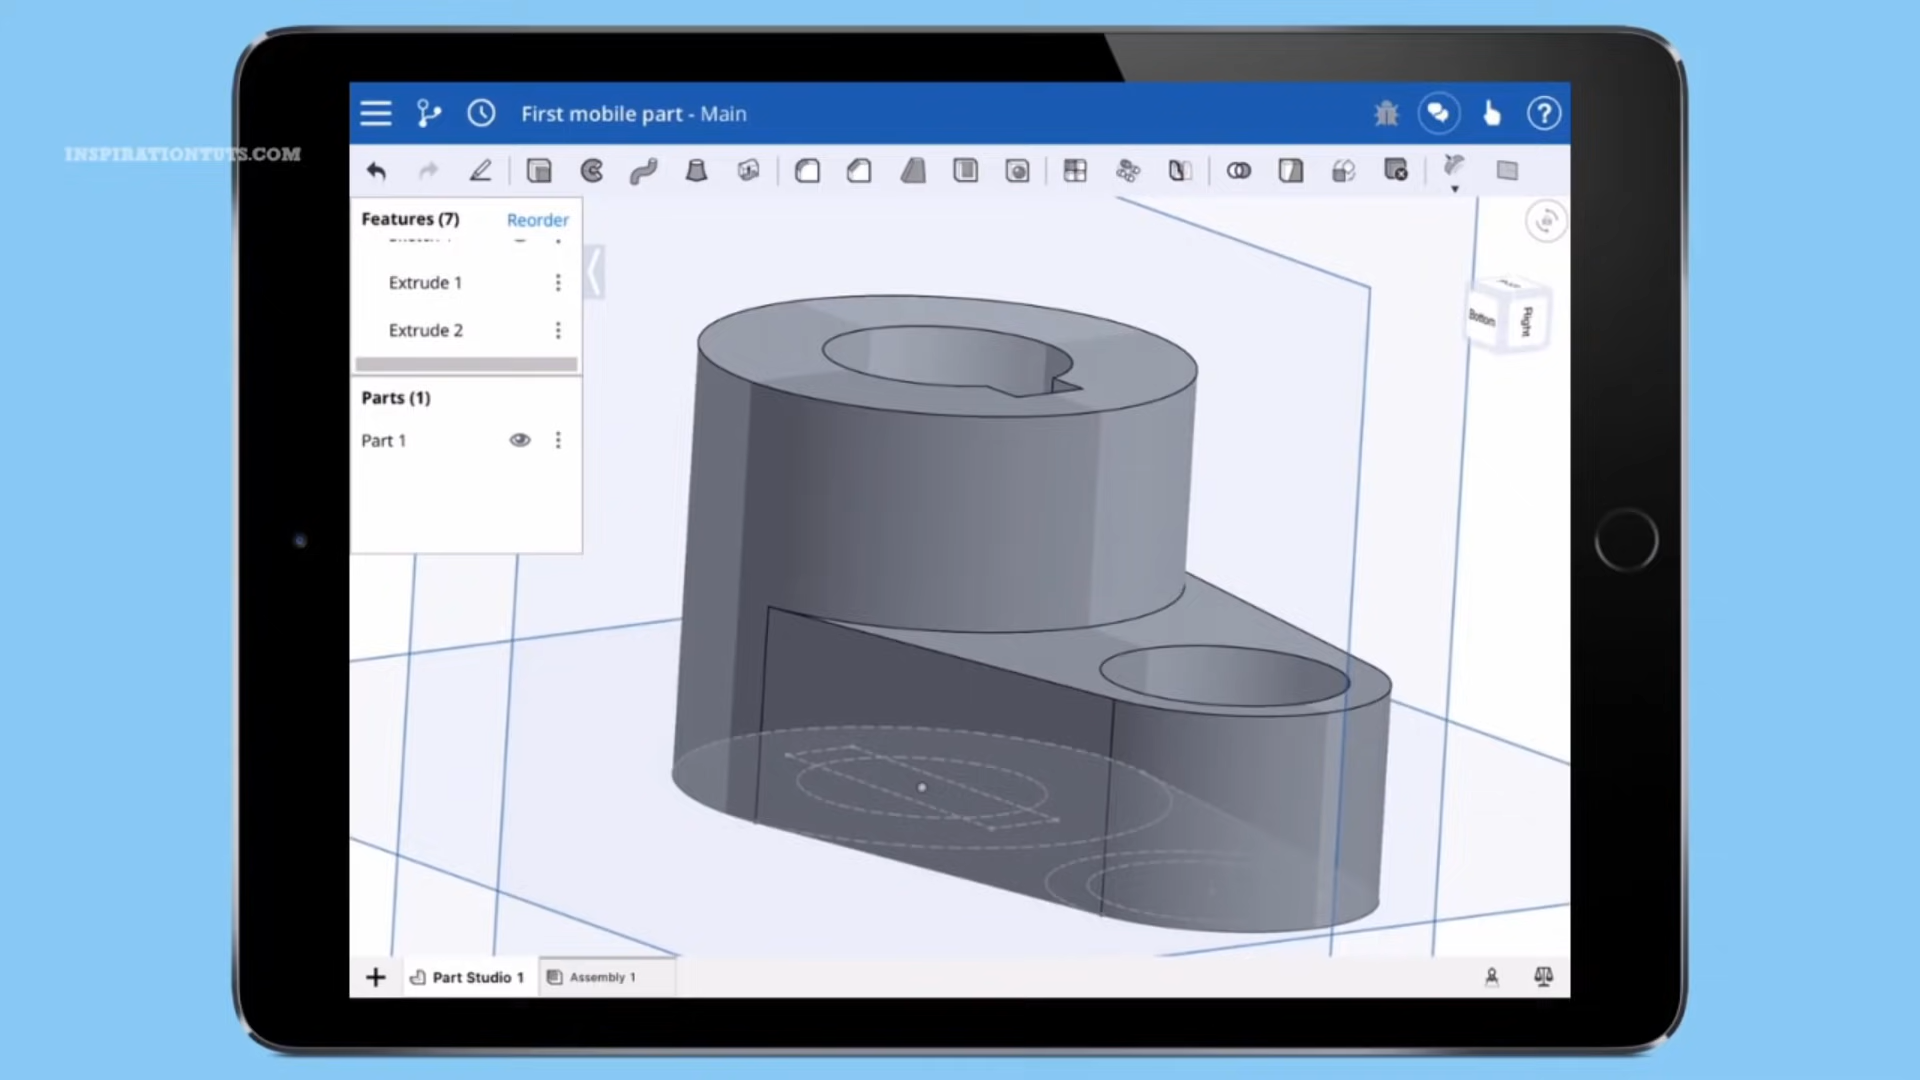 First mobile part - Main
INSPIRATIONTUTS.COM
Features (7)
Reorder
Extrude 1
Extrude 2
Parts (1)
Part 1
Bottom
Right
Part Studio 1
Assembly 1